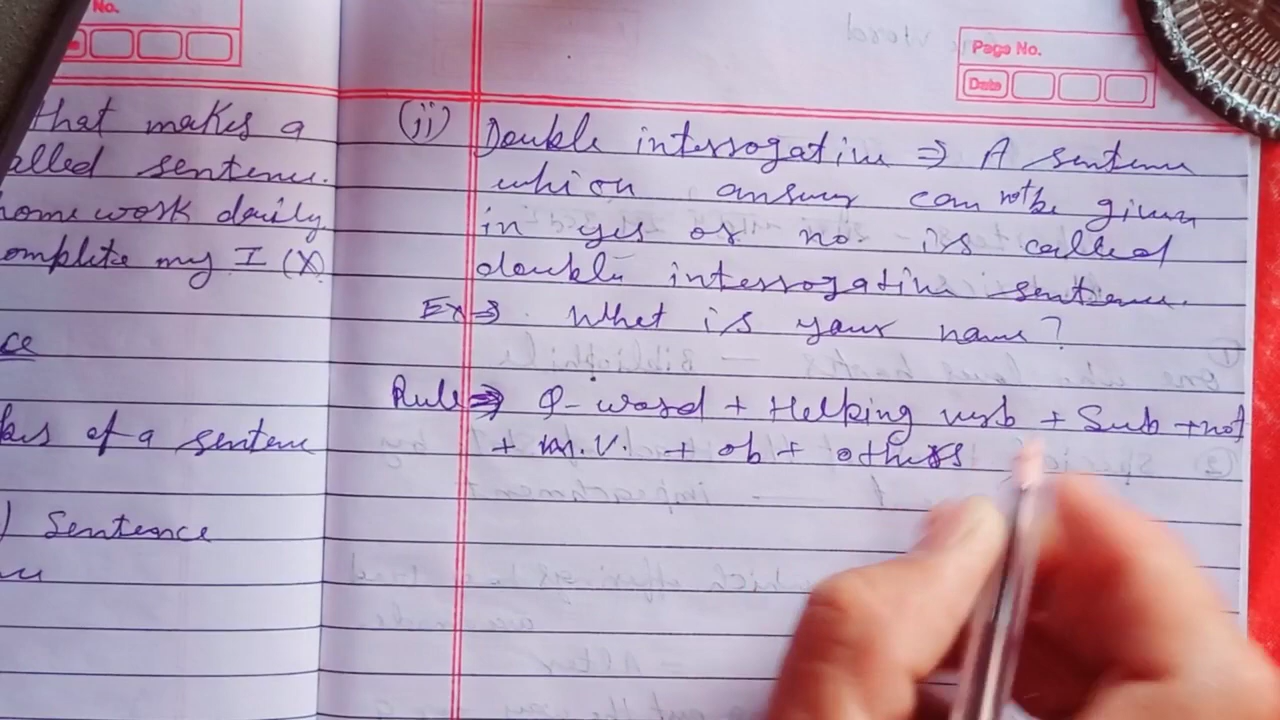 No.
that makes a
alled sentence.
home work daily.
omplete my I (X)
ce
of a sentence
) Sentence
Page No.
Date
(ii) Double interrogative ⇒ A sentence
which answer can not be given
in yes or no is called
double interrogative sentence.
Ex→ What is your name?
Rule⇒ Q-word + Helping verb + Sub +not
+ m.V. + ob + others